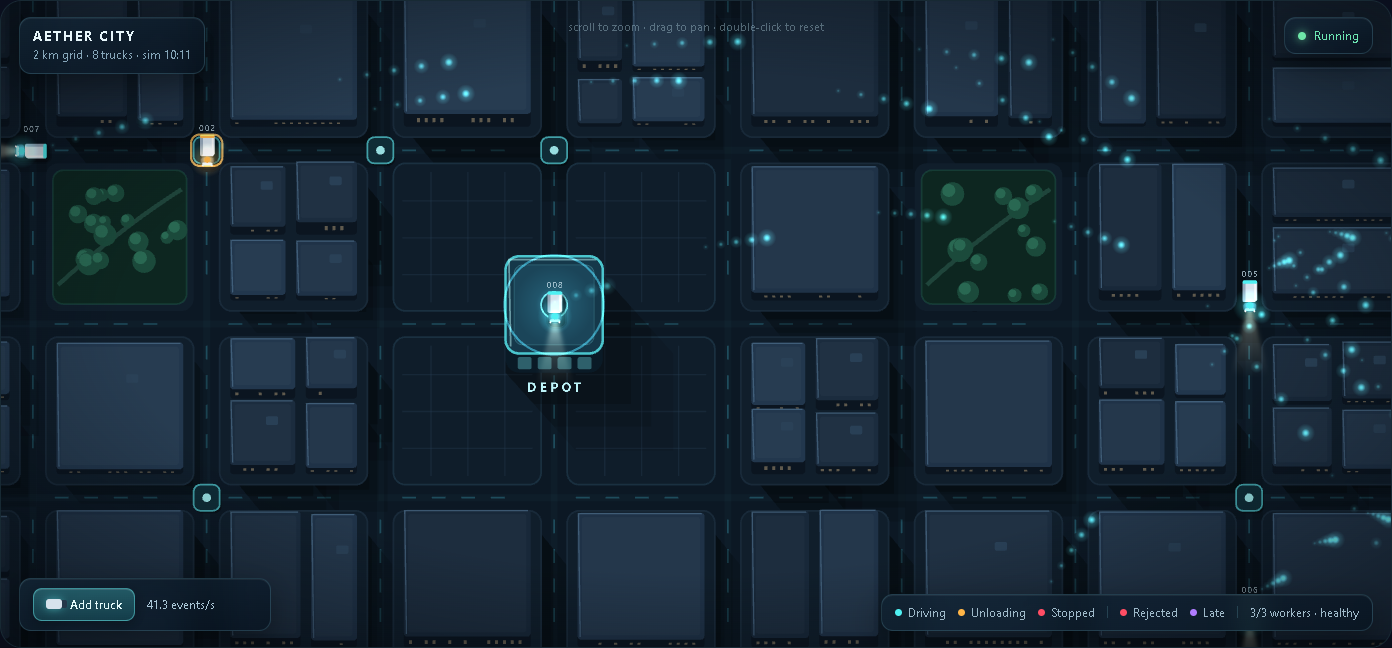 AETHER CITY
2 km grid · 8 trucks · sim 10:11
scroll to zoom · drag to pan · double-click to reset
Running
007
002
005
008
DEPOT
006
Add truck
41.3 events/s
Driving
Unloading
Stopped
Rejected
Late
3/3 workers · healthy